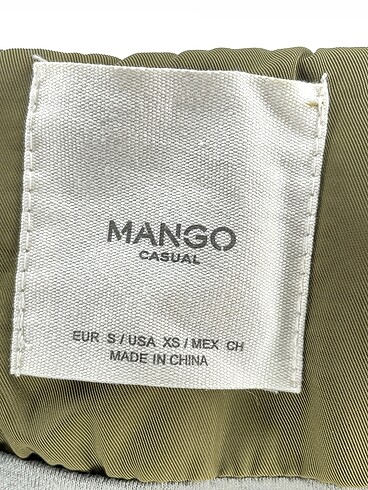 MANGO
CASUAL
EUR S / USA XS / MEX CH
MADE IN CHINA